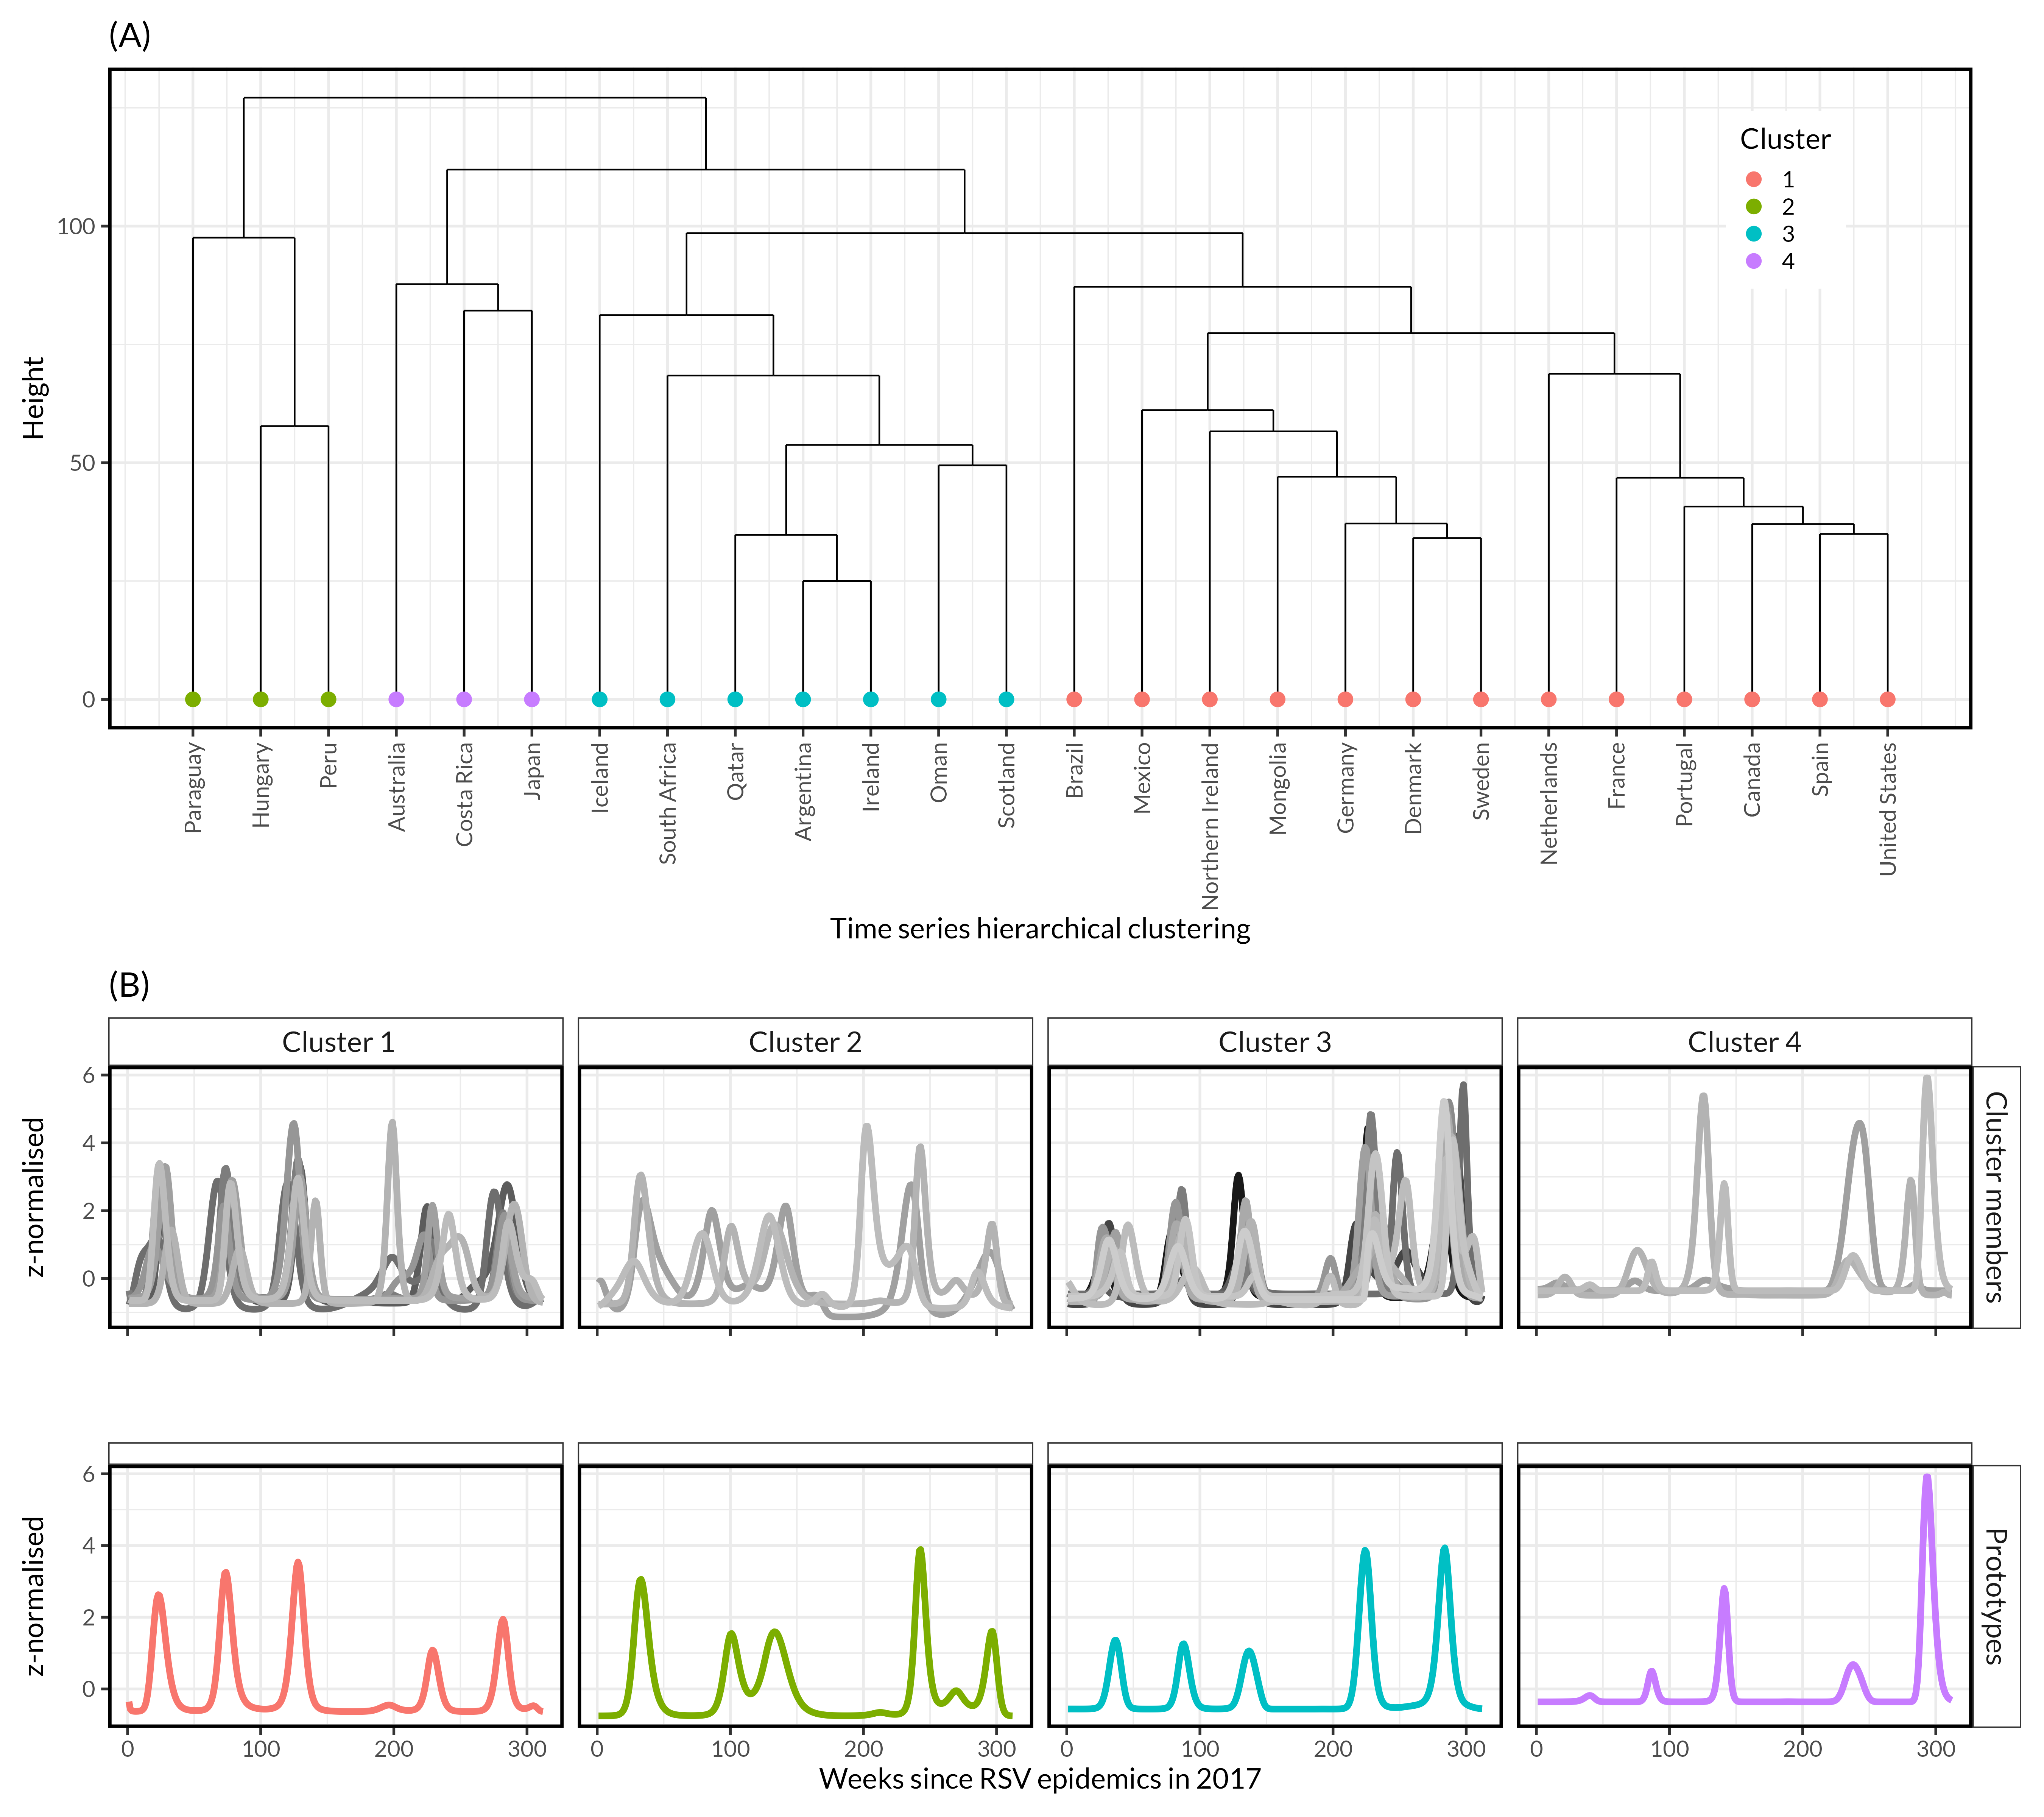 (A)
Height
100
50
0
Cluster
1
2
3
4
Paraguay
Hungary
Peru
Australia
Costa Rica
Japan
Iceland
South Africa
Qatar
Argentina
Ireland
Oman
Scotland
Brazil
Mexico
Northern Ireland
Mongolia
Germany
Denmark
Sweden
Netherlands
France
Portugal
Canada
Spain
United States
Time series hierarchical clustering
(B)
Cluster 1 Cluster 2 Cluster 3 Cluster 4
z-normalised
6
4
2
0
Cluster members
z-normalised
6
4
2
0
Prototypes
0 100 200 300 0 100 200 300 0 100 200 300 0 100 200 300
Weeks since RSV epidemics in 2017